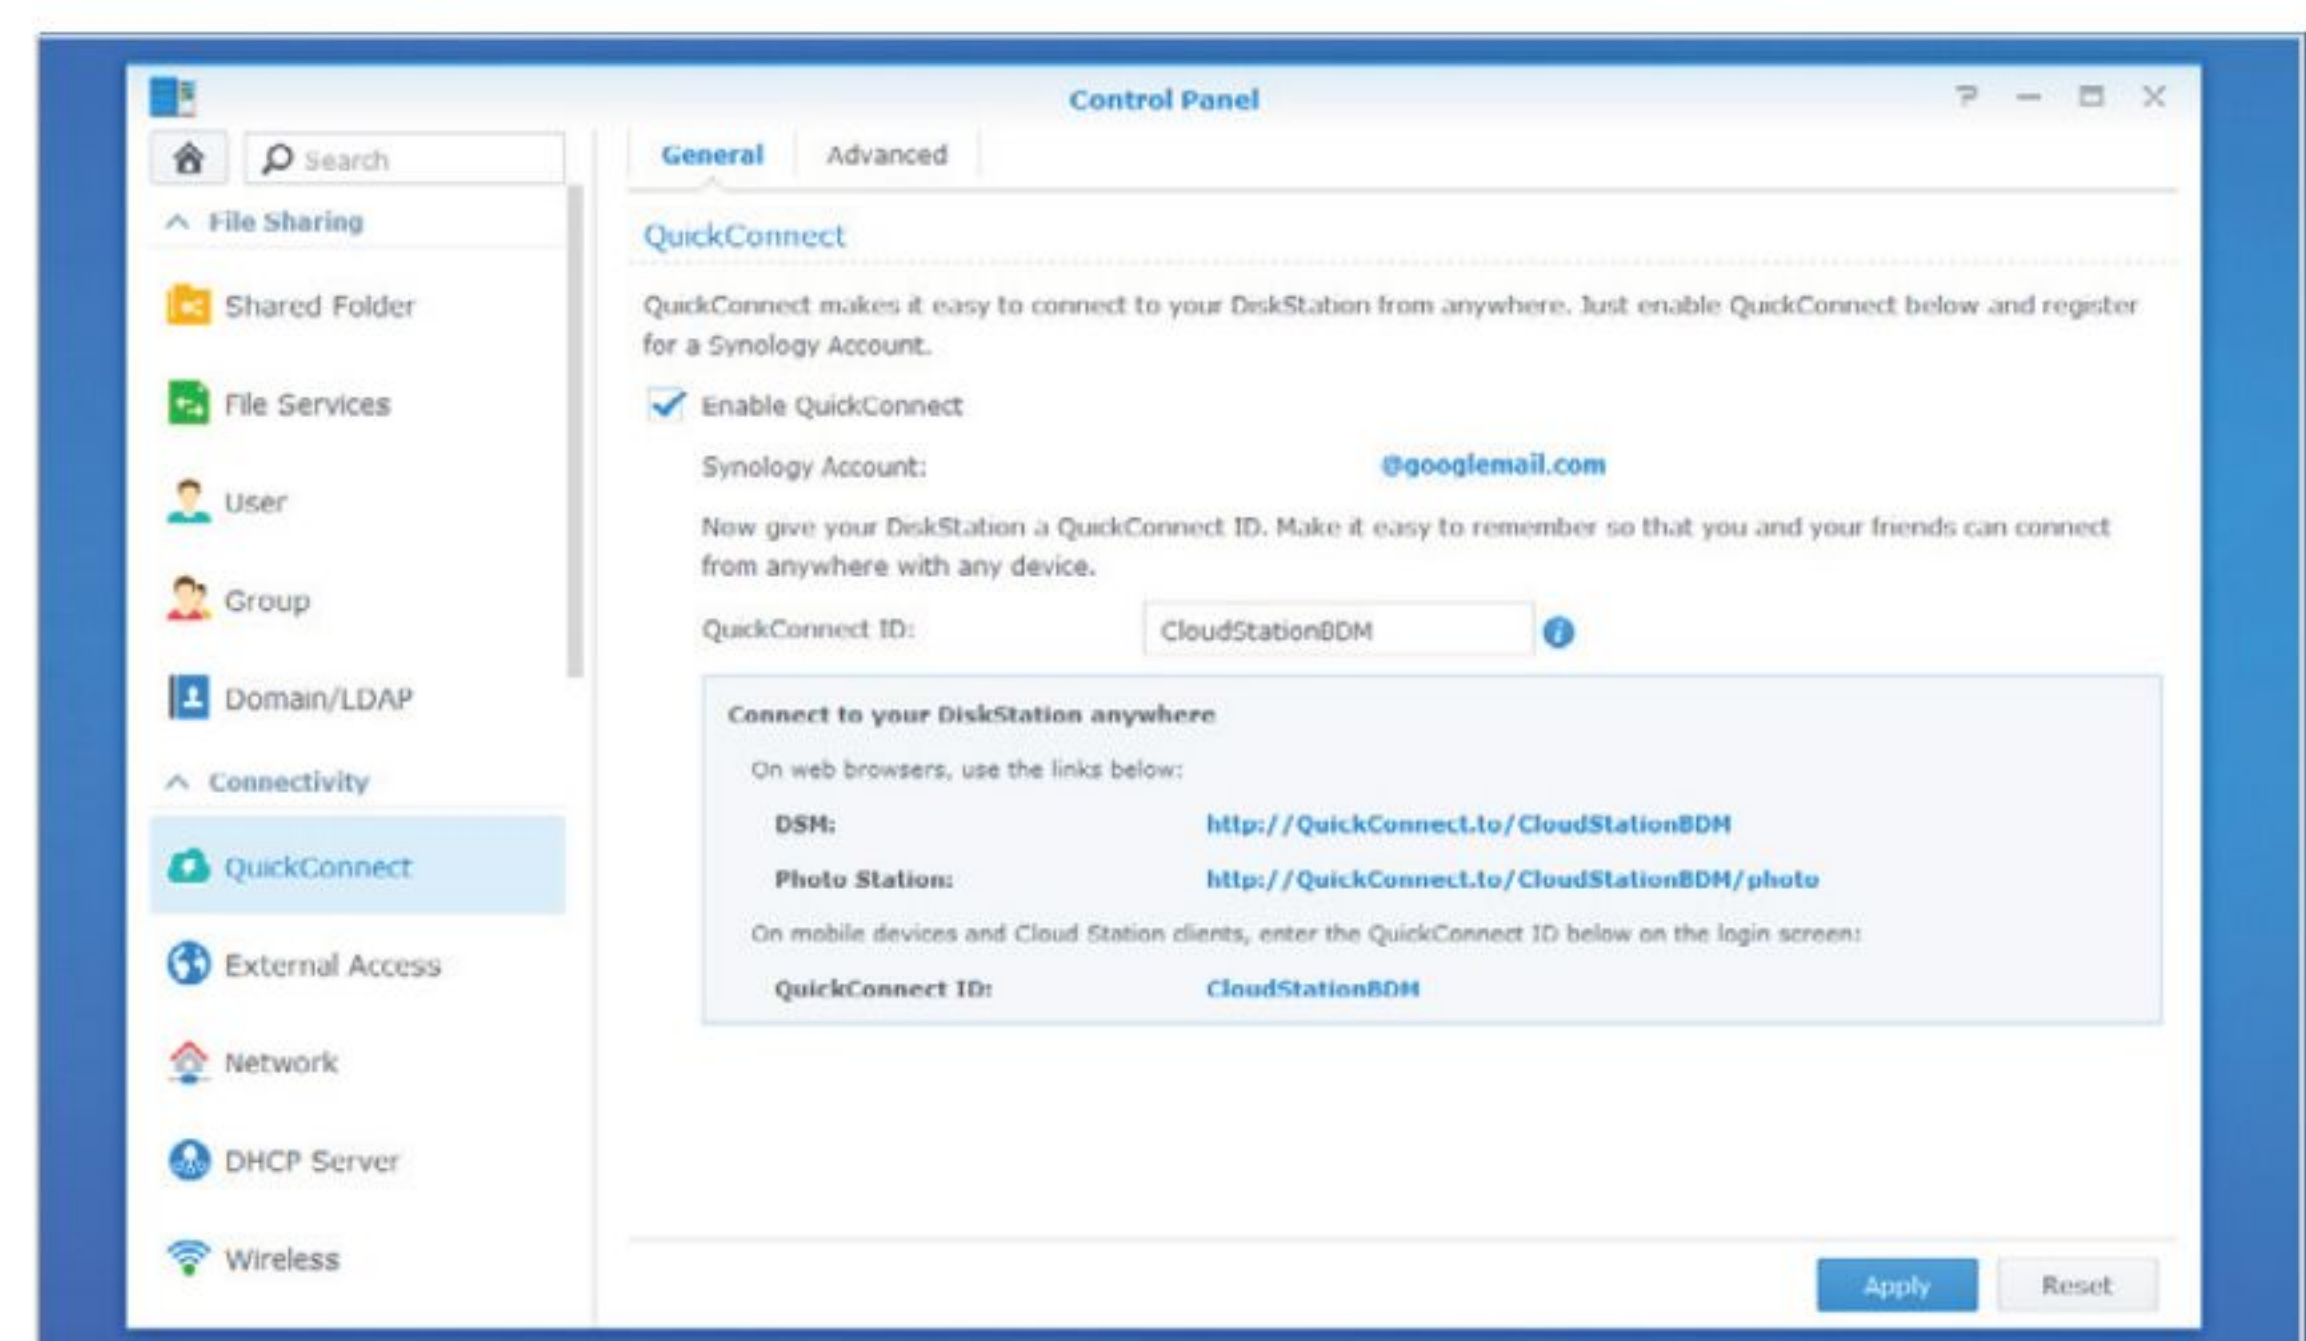 Control Panel
Search
File Sharing
Shared Folder
File Services
User
Group
Domain/LDAP
Connectivity
QuickConnect
External Access
Network
DHCP Server
Wireless
General Advanced
QuickConnect
QuickConnect makes it easy to connect to your DiskStation from anywhere. Just enable QuickConnect below and register
for a Synology Account.
Enable QuickConnect
Synology Account: @googlemail.com
Now give your DiskStation a QuickConnect ID. Make it easy to remember so that you and your friends can connect
from anywhere with any device.
QuickConnect ID: CloudStationBDM
Connect to your DiskStation anywhere
On web browsers, use the links below:
DSM: http://QuickConnect.to/CloudStationBDM
Photo Station: http://QuickConnect.to/CloudStationBDM/photo
On mobile devices and Cloud Station clients, enter the QuickConnect ID below on the login screen:
QuickConnect ID: CloudStationBDM
Apply Reset